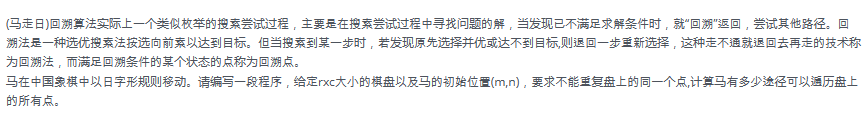 (马走日)回溯算法实际上一个类似枚举的搜索尝试过程，主要是在搜索尝试过程中寻找问题的解，当发现已不满足求解条件时，就"回溯"返回，尝试其他路径。回
溯法是一种选优搜索法按选向前素以达到目标。但当搜索到某一步时，若发现原先选择并优或达不到目标,则退回一步重新选择，这种走不通就退回去再走的技术称
为回溯法，而满足回溯条件的某个状态的点称为回溯点。
马在中国象棋中以日字形规则移动。请编写一段程序，给定rxc大小的棋盘以及马的初始位置(m,n)，要求不能重复盘上的同一个点,计算马有多少途径可以遍历盘上
的所有点。